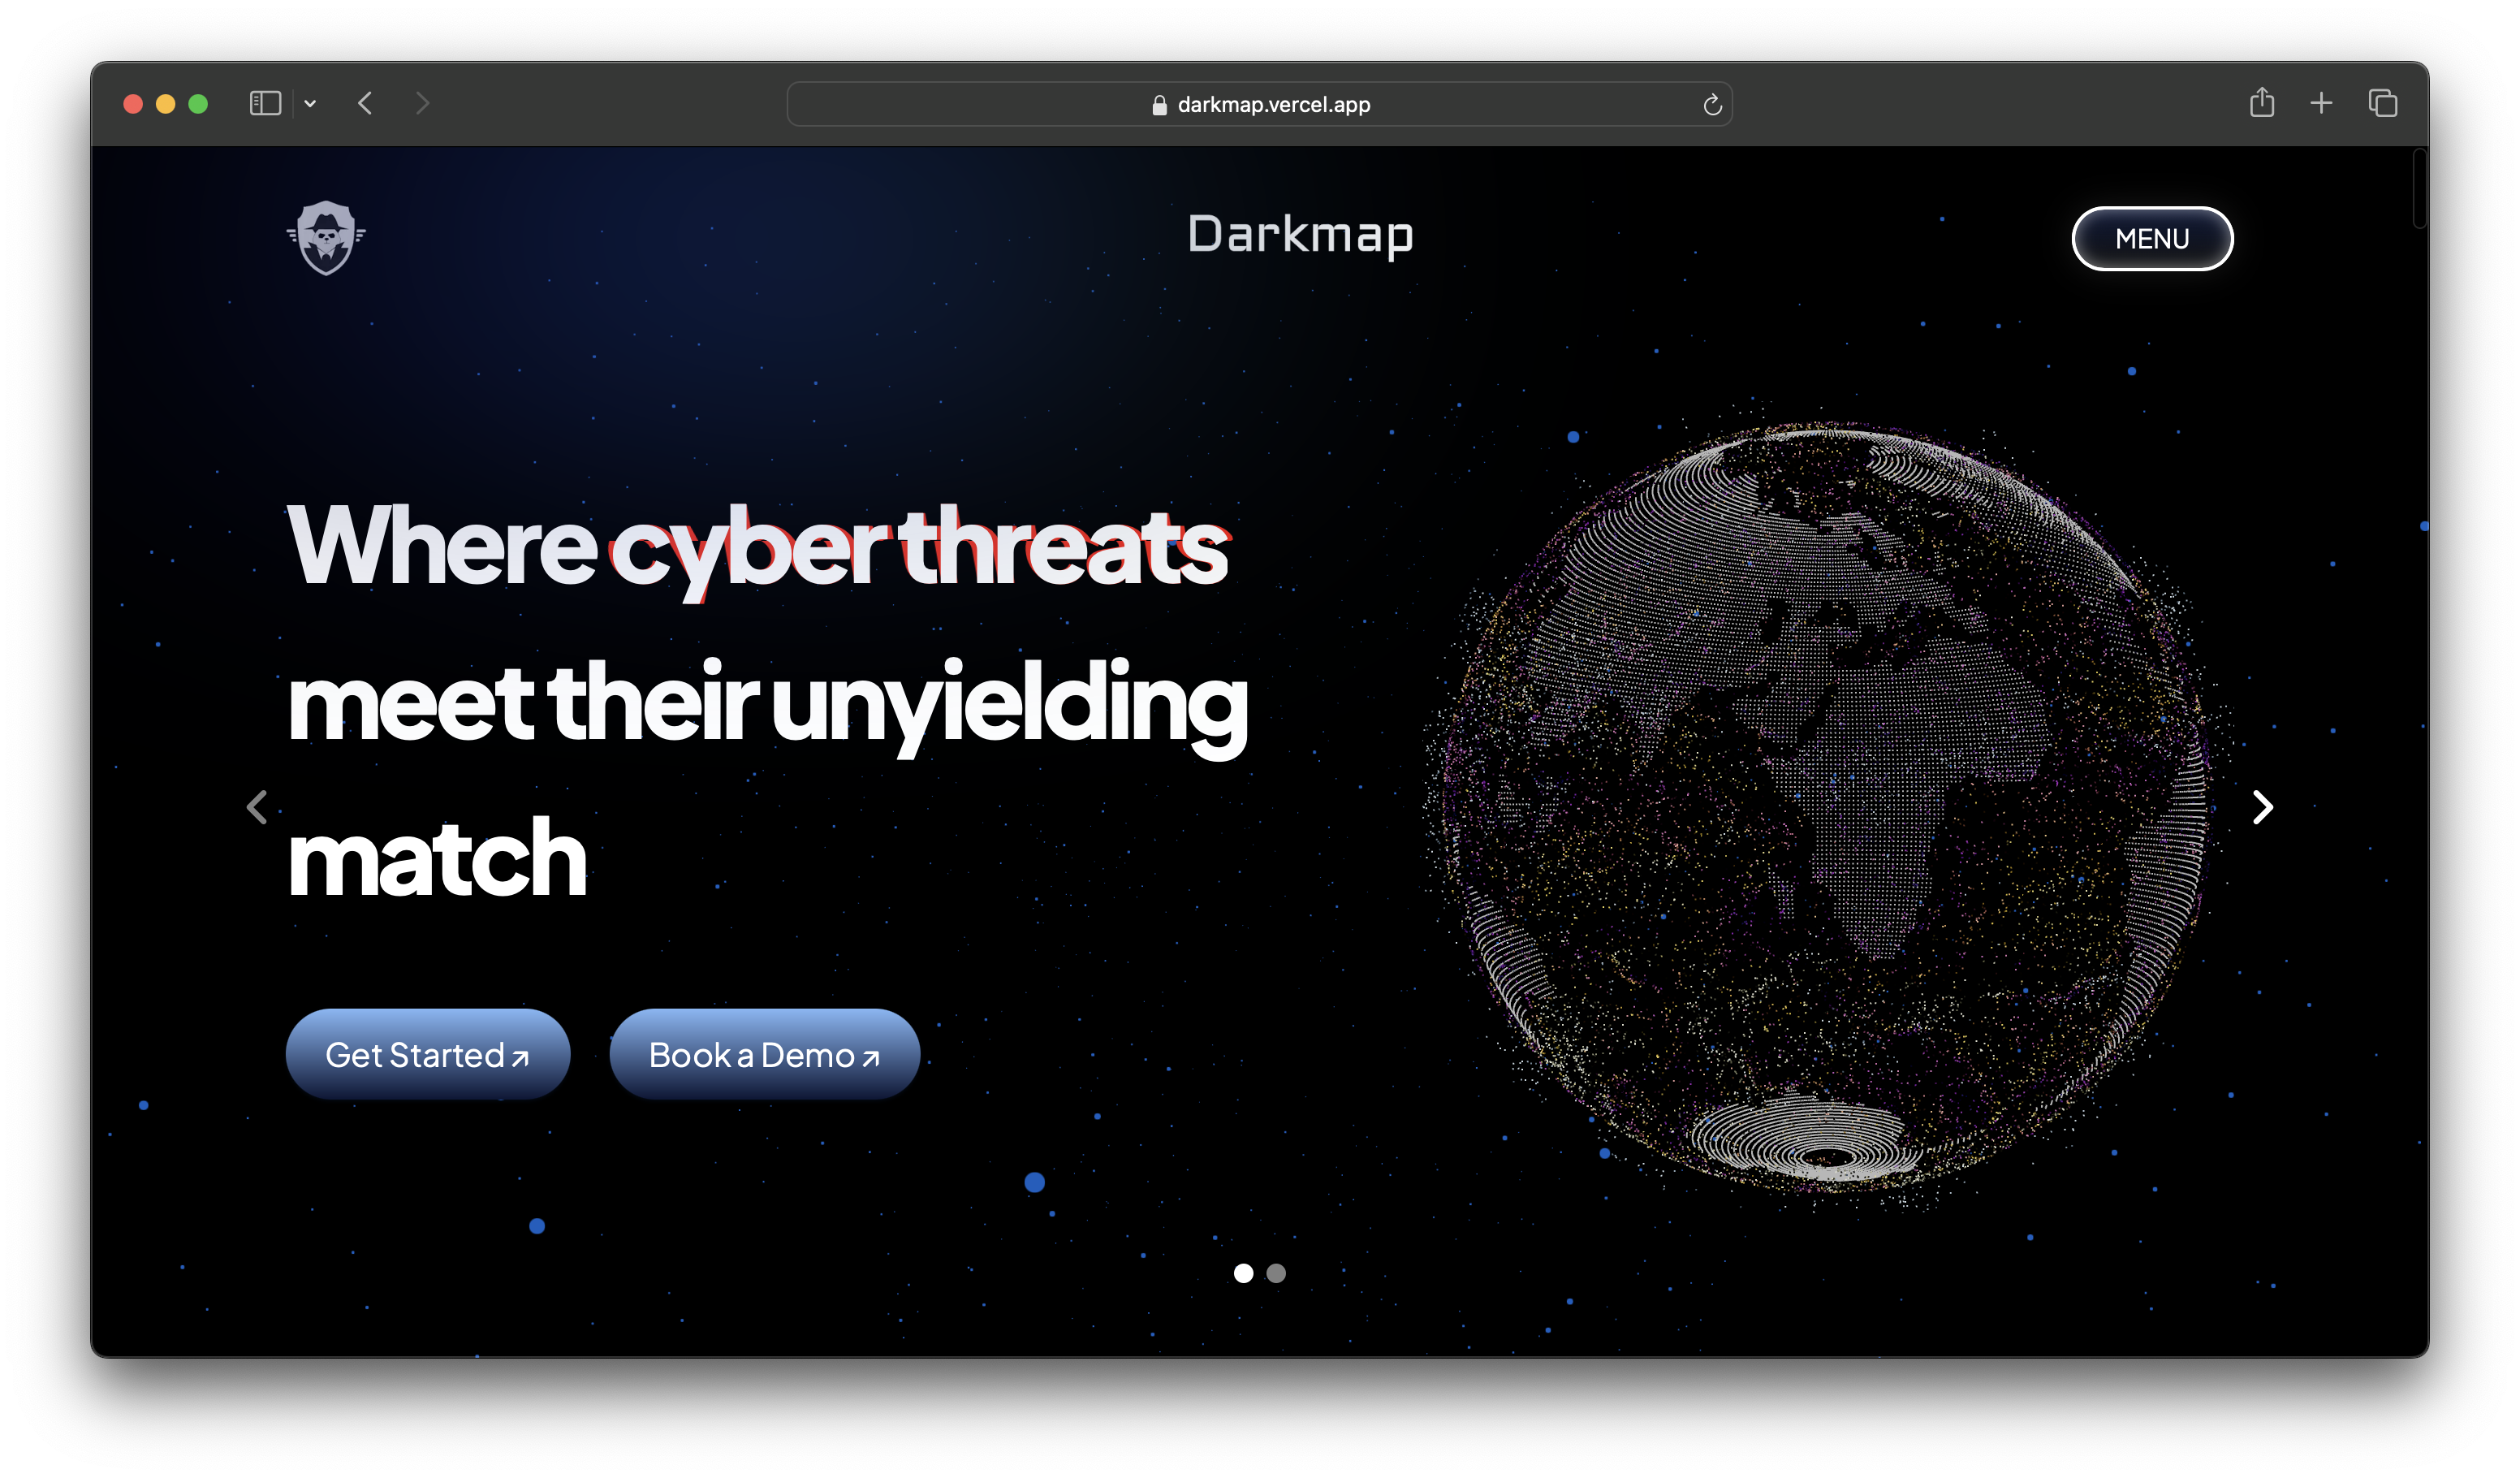 darkmap.vercel.app
Darkmap
MENU
Where cyber threats
meet their unyielding
match
Get Started
Book a Demo